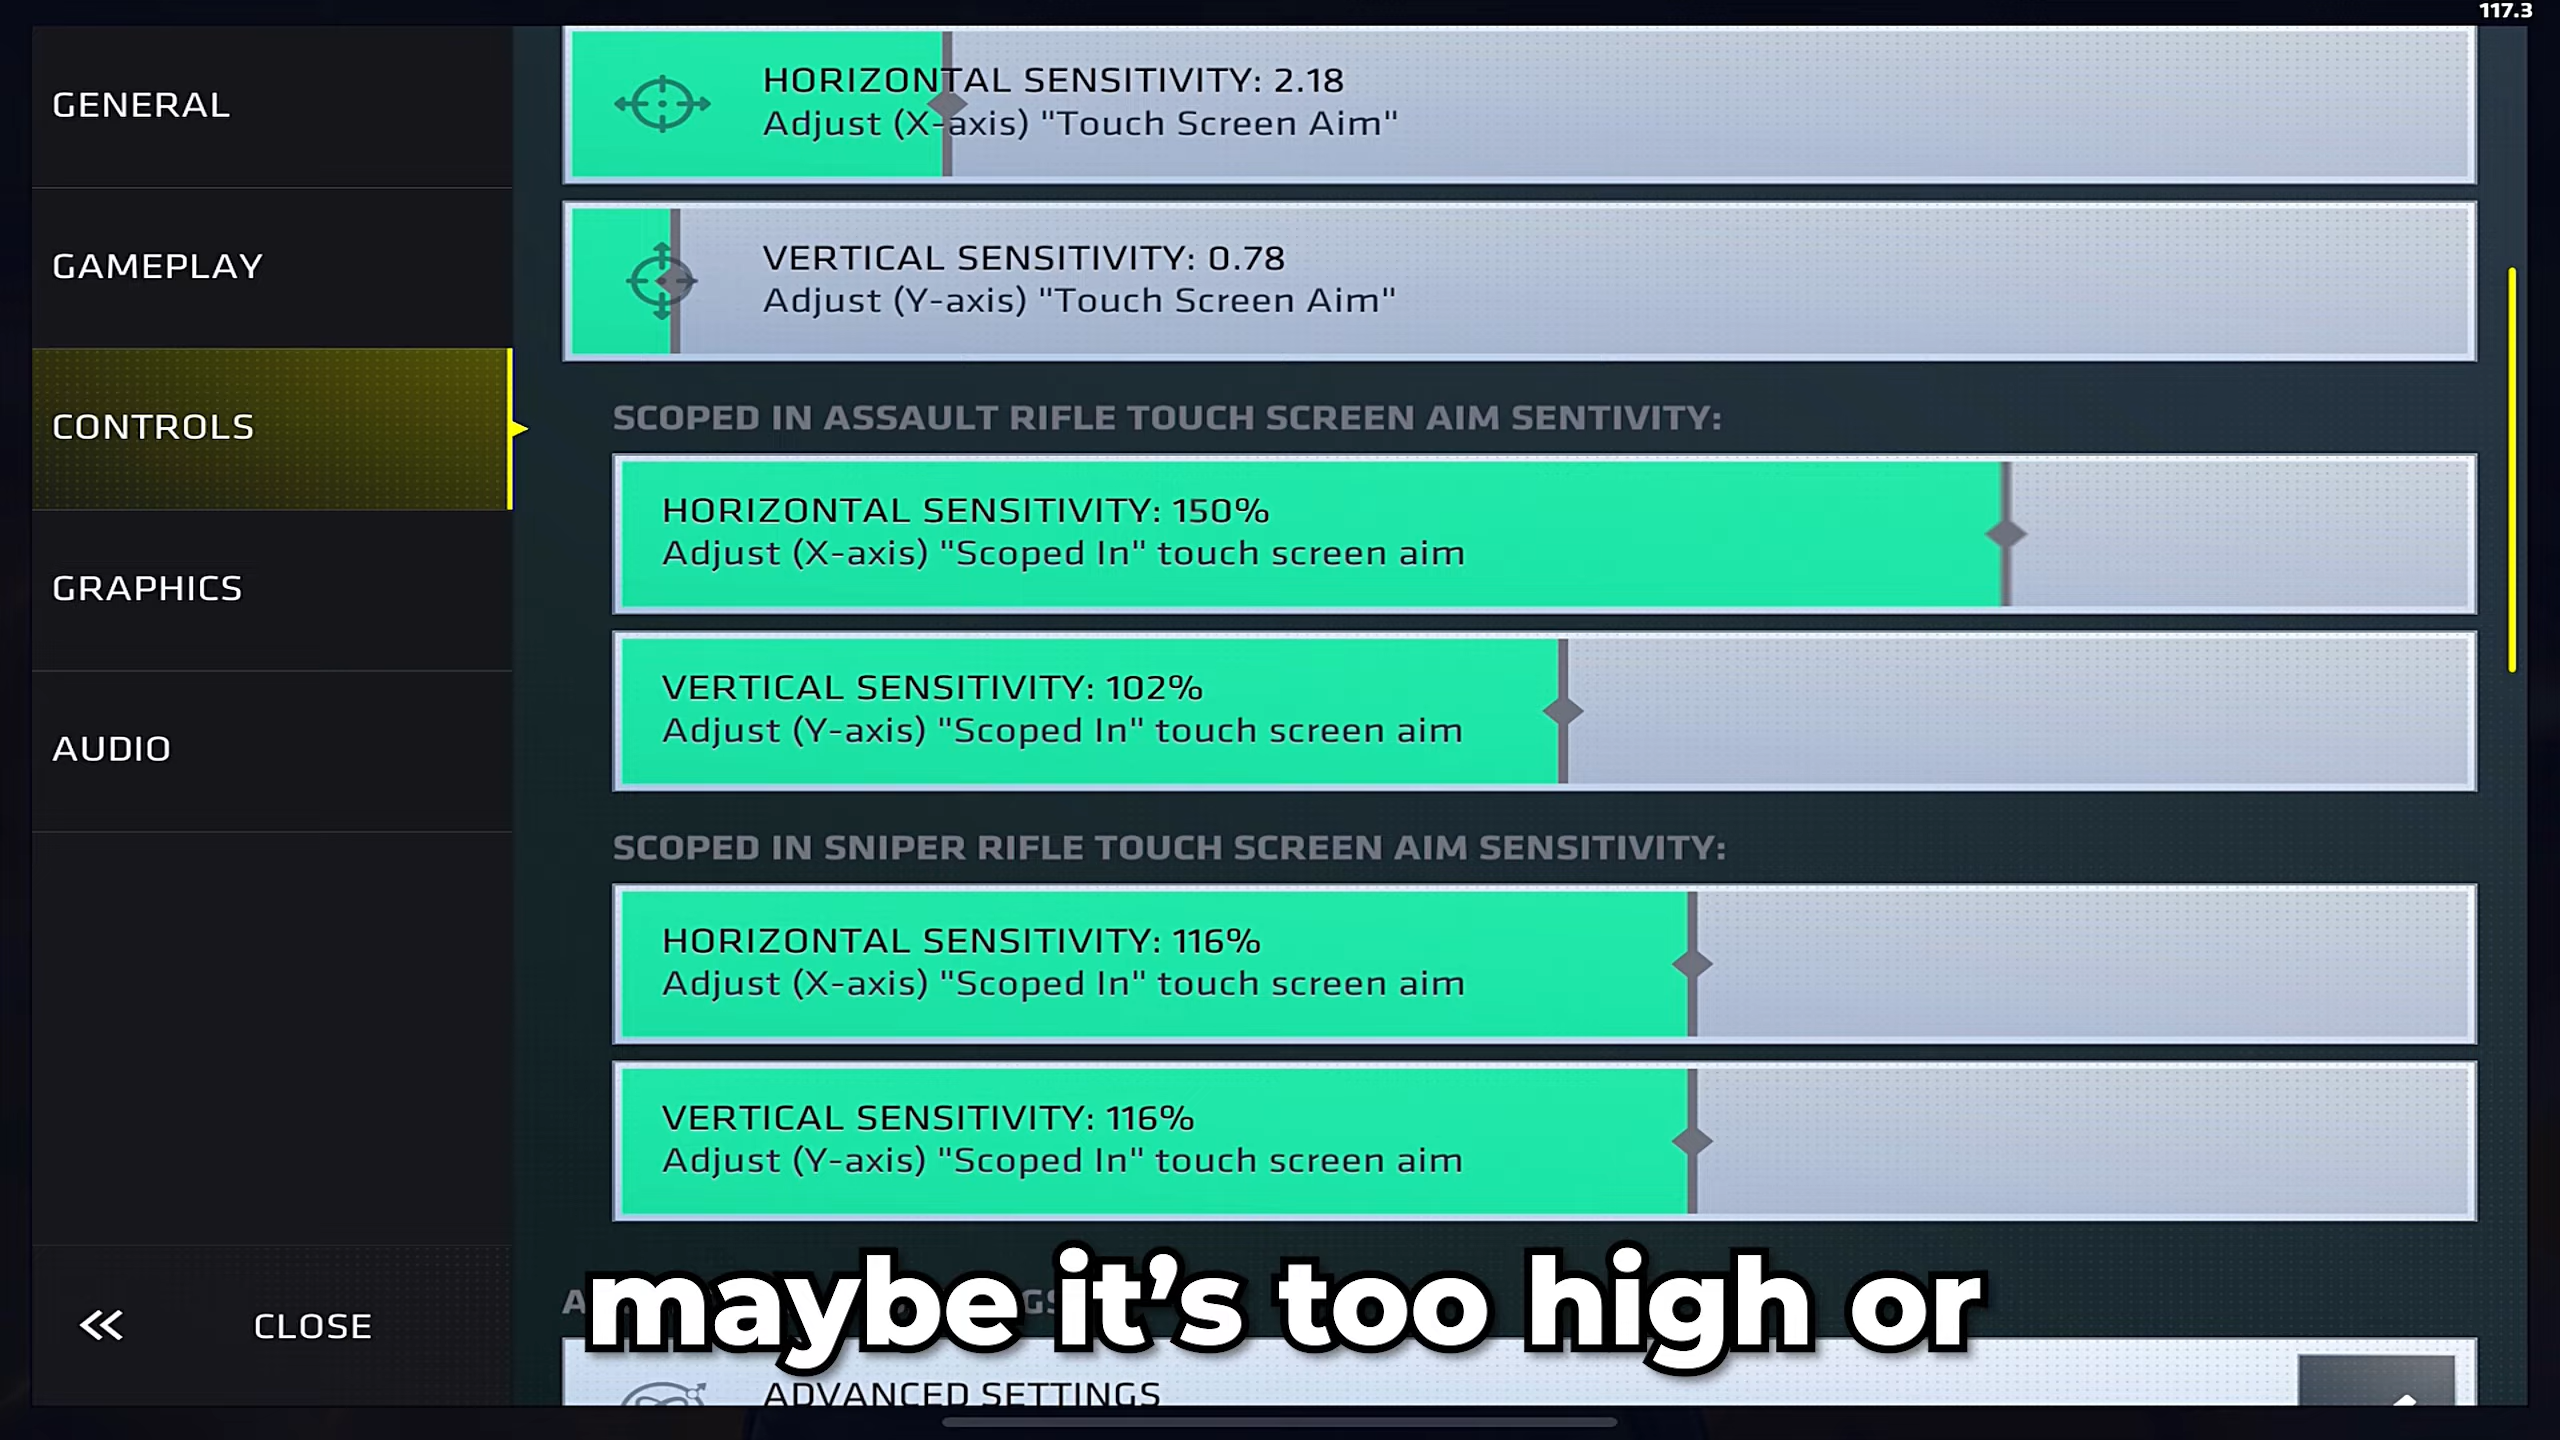 117.3
GENERAL
GAMEPLAY
CONTROLS
GRAPHICS
AUDIO
CLOSE
HORIZONTAL SENSITIVITY: 2.18
Adjust (X-axis) "Touch Screen Aim"
VERTICAL SENSITIVITY: 0.78
Adjust (Y-axis) "Touch Screen Aim"
SCOPED IN ASSAULT RIFLE TOUCH SCREEN AIM SENTIVITY:
HORIZONTAL SENSITIVITY: 150%
Adjust (X-axis) "Scoped In" touch screen aim
VERTICAL SENSITIVITY: 102%
Adjust (Y-axis) "Scoped In" touch screen aim
SCOPED IN SNIPER RIFLE TOUCH SCREEN AIM SENSITIVITY:
HORIZONTAL SENSITIVITY: 116%
Adjust (X-axis) "Scoped In" touch screen aim
VERTICAL SENSITIVITY: 116%
Adjust (Y-axis) "Scoped In" touch screen aim
maybe it's too high or
ADVANCED SETTINGS